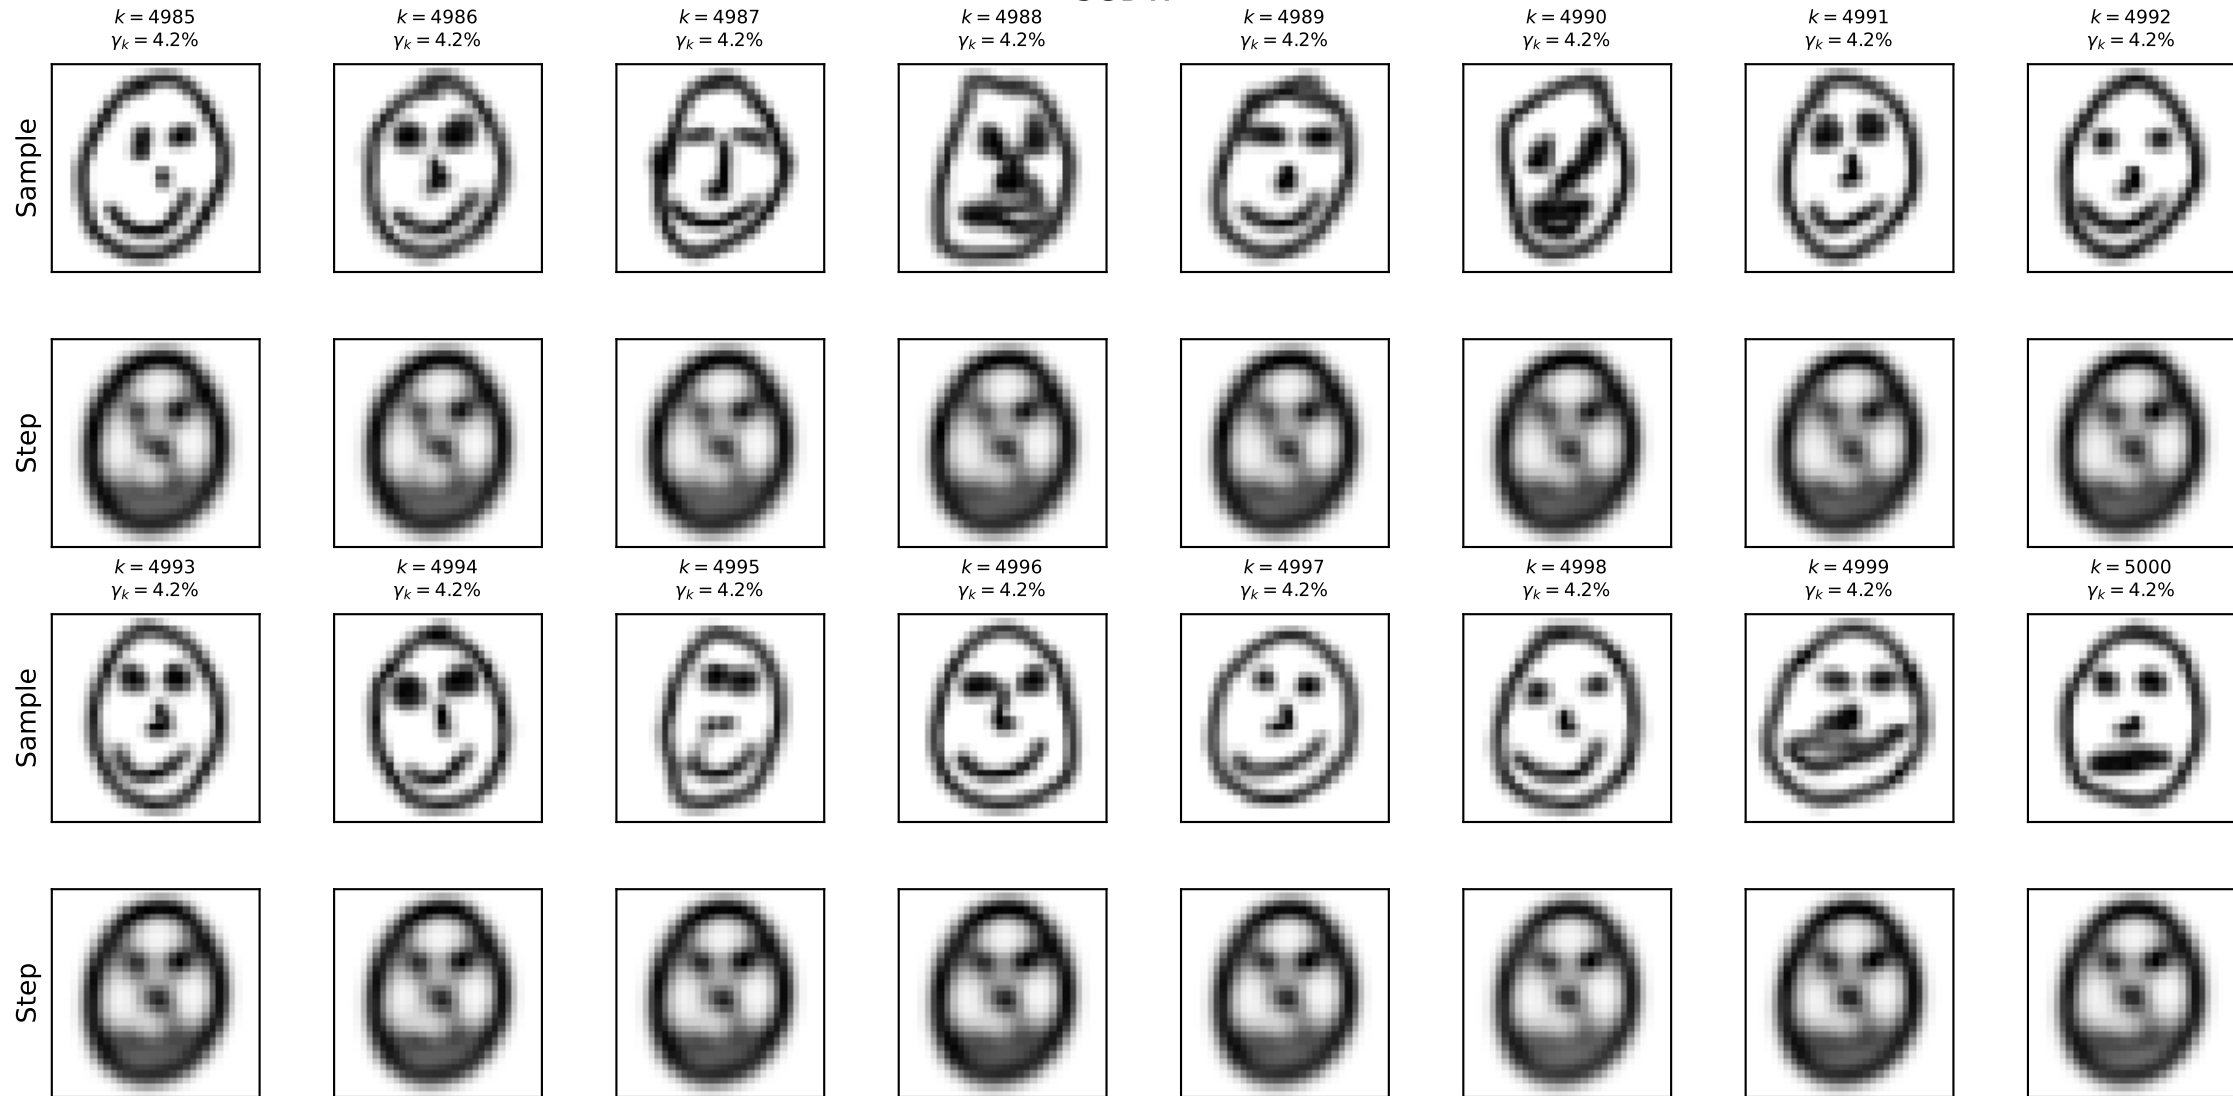 k = 4985 k = 4986 k = 4987 k = 4988 k = 4989 k = 4990 k = 4991 k = 4992
γk = 4.2% γk = 4.2% γk = 4.2% γk = 4.2% γk = 4.2% γk = 4.2% γk = 4.2% γk = 4.2%
Sample
Step
k = 4993 k = 4994 k = 4995 k = 4996 k = 4997 k = 4998 k = 4999 k = 5000
γk = 4.2% γk = 4.2% γk = 4.2% γk = 4.2% γk = 4.2% γk = 4.2% γk = 4.2% γk = 4.2%
Sample
Step